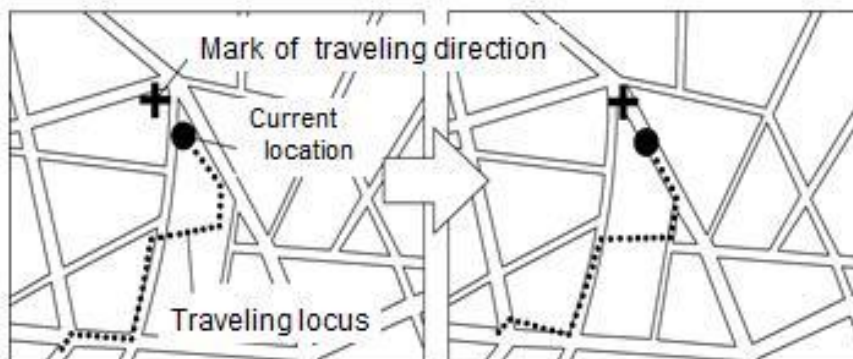 Mark of traveling direction
Current
location
Traveling locus